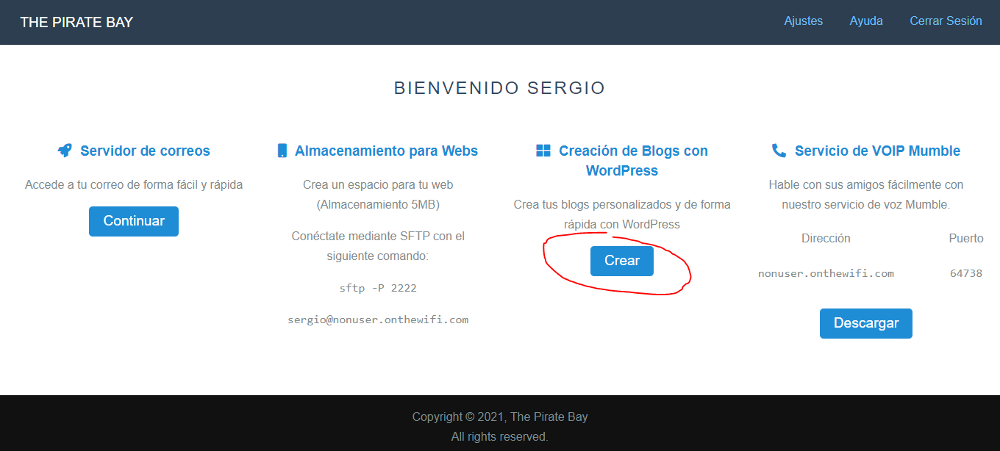 THE PIRATE BAY
Ajustes
Ayuda
Cerrar Sesión
BIENVENIDO SERGIO
Servidor de correos
Accede a tu correo de forma fácil y rápida
Continuar
Almacenamiento para Webs
Crea un espacio para tu web
(Almacenamiento 5MB)
Conéctate mediante SFTP con el
siguiente comando:
sftp -P 2222
sergio@nonuser.onthewifi.com
Creación de Blogs con
WordPress
Crea tus blogs personalizados y de forma
rápida con WordPress
Crear
Servicio de VOIP Mumble
Hable con sus amigos fácilmente con
nuestro servicio de voz Mumble.
Dirección Puerto
nonuser.onthewifi.com 64738
Descargar
Copyright © 2021, The Pirate Bay
All rights reserved.